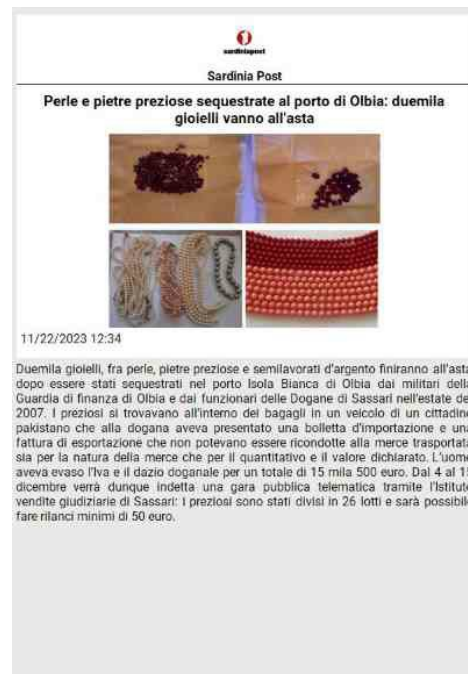 sardiniapost
Sardinia Post
Perle e pietre preziose sequestrate al porto di Olbia: duemila
gioielli vanno all'asta
11/22/2023 12:34
Duemila gioielli, fra perle, pietre preziose e semilavorati d'argento finiranno all'asta
dopo essere stati sequestrati nel porto Isola Bianca di Olbia dai militari della
Guardia di finanza di Olbia e dai funzionari delle Dogane di Sassari nell'estate de
2007. I preziosi si trovavano all'interno dei bagagli in un veicolo di un cittadino
pakistano che alla dogana aveva presentato una bolletta d'importazione e una
fattura di esportazione che non potevano essere ricondotte alla merce trasportata
sia per la natura della merce che per il quantitativo e il valore dichiarato. L'uomo
aveva evaso l'Iva e il dazio doganale per un totale di 15 mila 500 euro. Dal 4 al 15
dicembre verrà dunque indetta una gara pubblica telematica tramite l'Istituto
vendite giudiziarie di Sassari: i preziosi sono stati divisi in 26 lotti e sarà possibile
fare rilanci minimi di 50 euro.